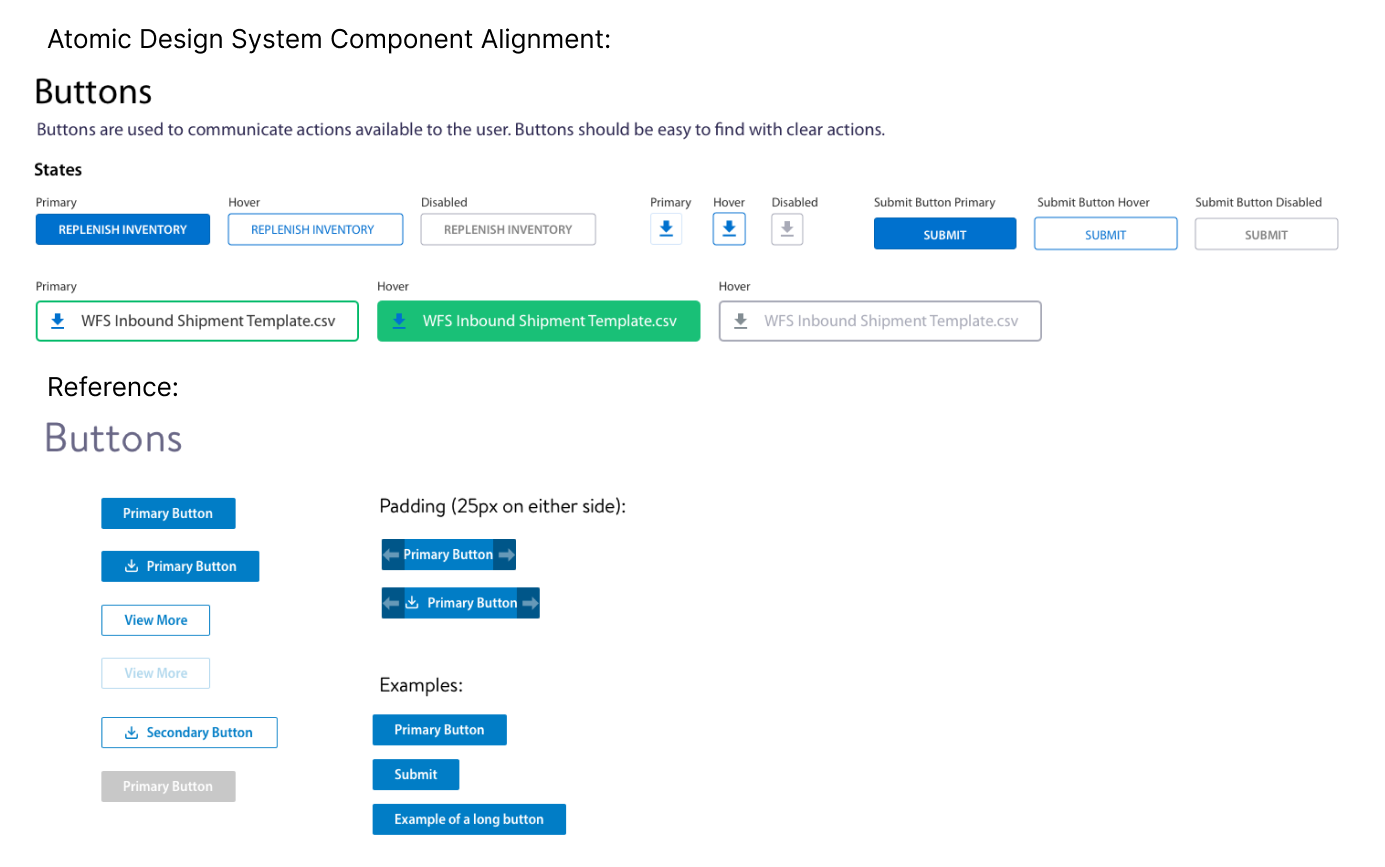 Atomic Design System Component Alignment:
Buttons
Buttons are used to communicate actions available to the user. Buttons should be easy to find with clear actions.
States
Primary Hover Disabled Primary Hover Disabled Submit Button Primary Submit Button Hover Submit Button Disabled
REPLENISH INVENTORY REPLENISH INVENTORY REPLENISH INVENTORY SUBMIT SUBMIT SUBMIT
Primary Hover Hover
WFS Inbound Shipment Template.csv WFS Inbound Shipment Template.csv WFS Inbound Shipment Template.csv
Reference:
Buttons
Primary Button
Primary Button
View More
View More
Secondary Button
Primary Button
Padding (25px on either side):
Primary Button
Primary Button
Examples:
Primary Button
Submit
Example of a long button